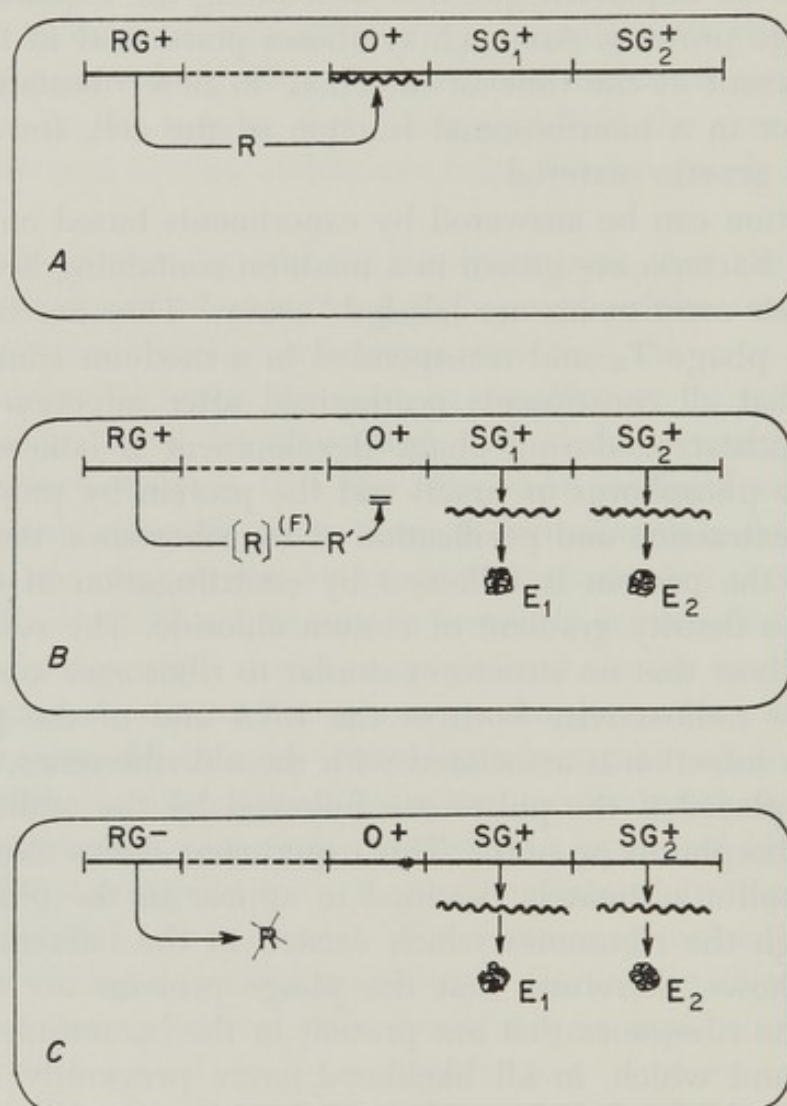 RG+ O+ SG₁+ SG₂+
R
A
RG+ O+ SG₁+ SG₂+
[R] (F) R′
E₁ E₂
B
RG− O+ SG₁+ SG₂+
R
E₁ E₂
C